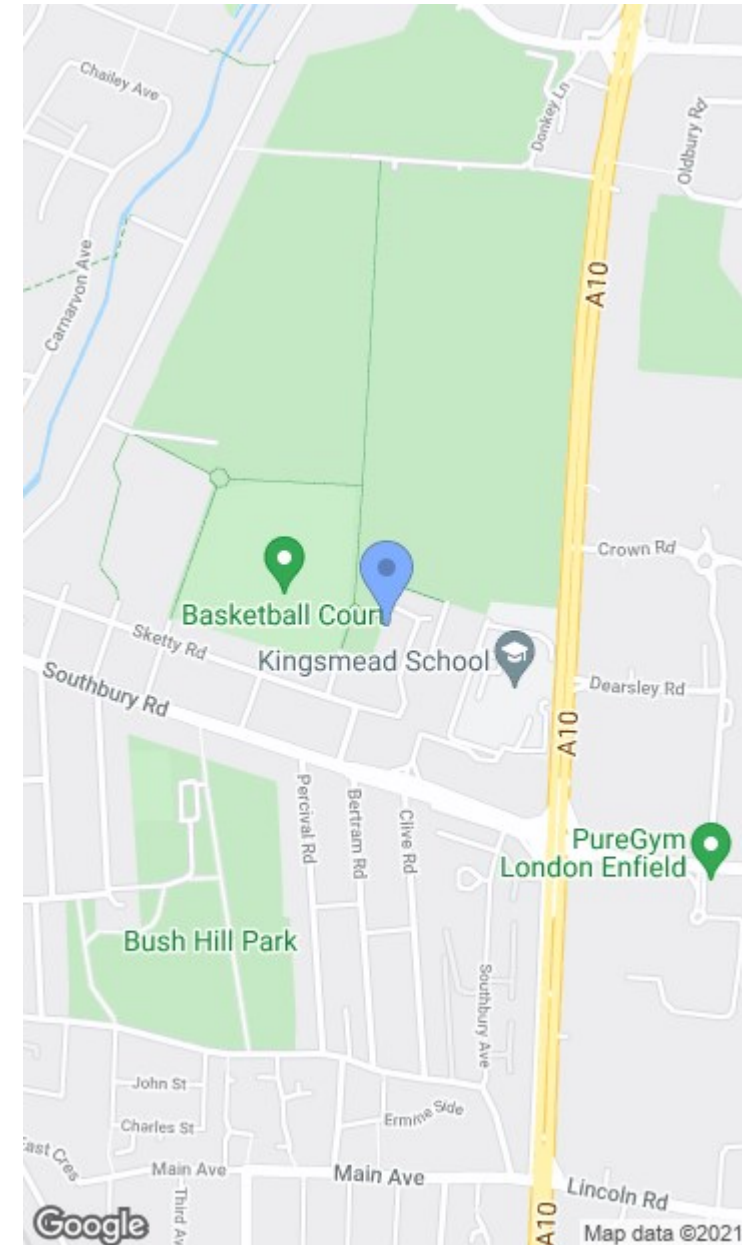 Chailey Ave
Donkey Ln
Oldbury Rd
Carnarvon Ave
A10
Crown Rd
Basketball Court
Sketty Rd
Kingsmead School
Southbury Rd
Dearsley Rd
A10
Percival Rd
Bertram Rd
Clive Rd
PureGym
London Enfield
Bush Hill Park
Southbury Ave
John St
Ermine Side
Charles St
East Cres
Main Ave
Main Ave
Third Av
Lincoln Rd
A10
Google
Map data ©2021